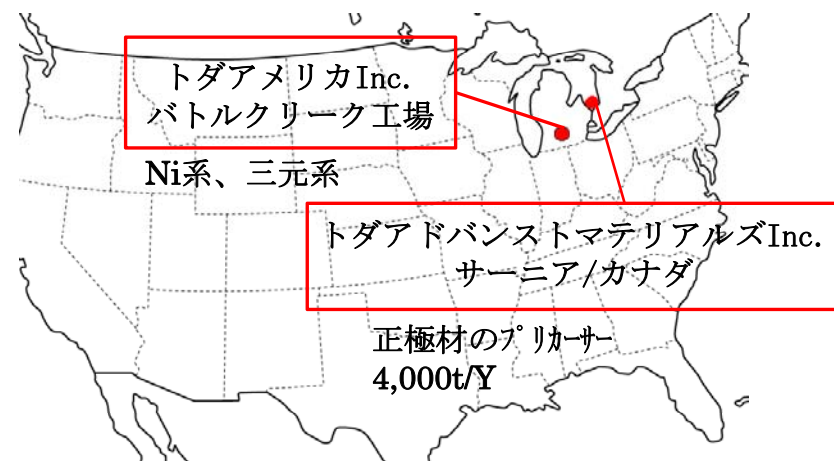 トダアメリカInc.
バトルクリーク工場
Ni系、三元系
トダアドバンストマテリアルズInc.
サーニア/カナダ
正極材のﾌﾟﾘｶｰｻｰ
4,000t/Y